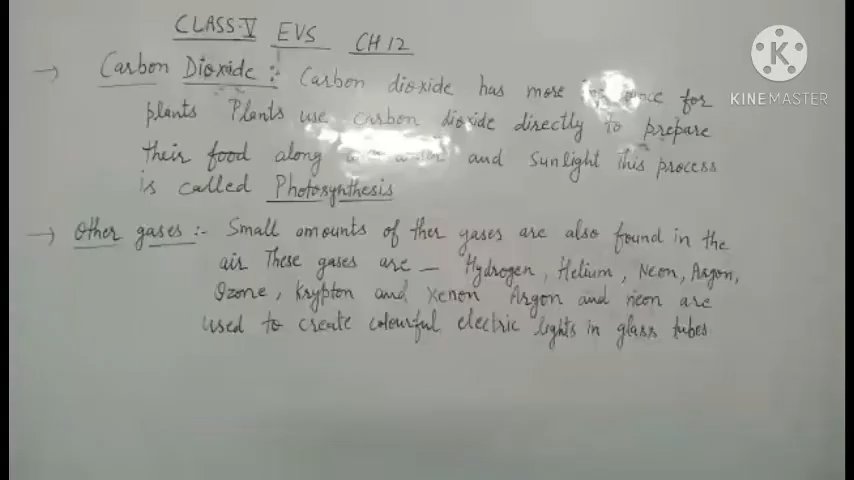 CLASS-V EVS CH 12
KINEMASTER
→ Carbon Dioxide :- Carbon dioxide has more for
plants Plants use carbon dioxide directly to prepare
their food along and sunlight this process
is called Photosynthesis
→ Other gases :- Small amounts of ther gases are also found in the
air These gases are — Hydrogen, Helium, Neon, Argon,
Ozone, Krypton and Xenon Argon and neon are
used to create colourful electric lights in glass tubes